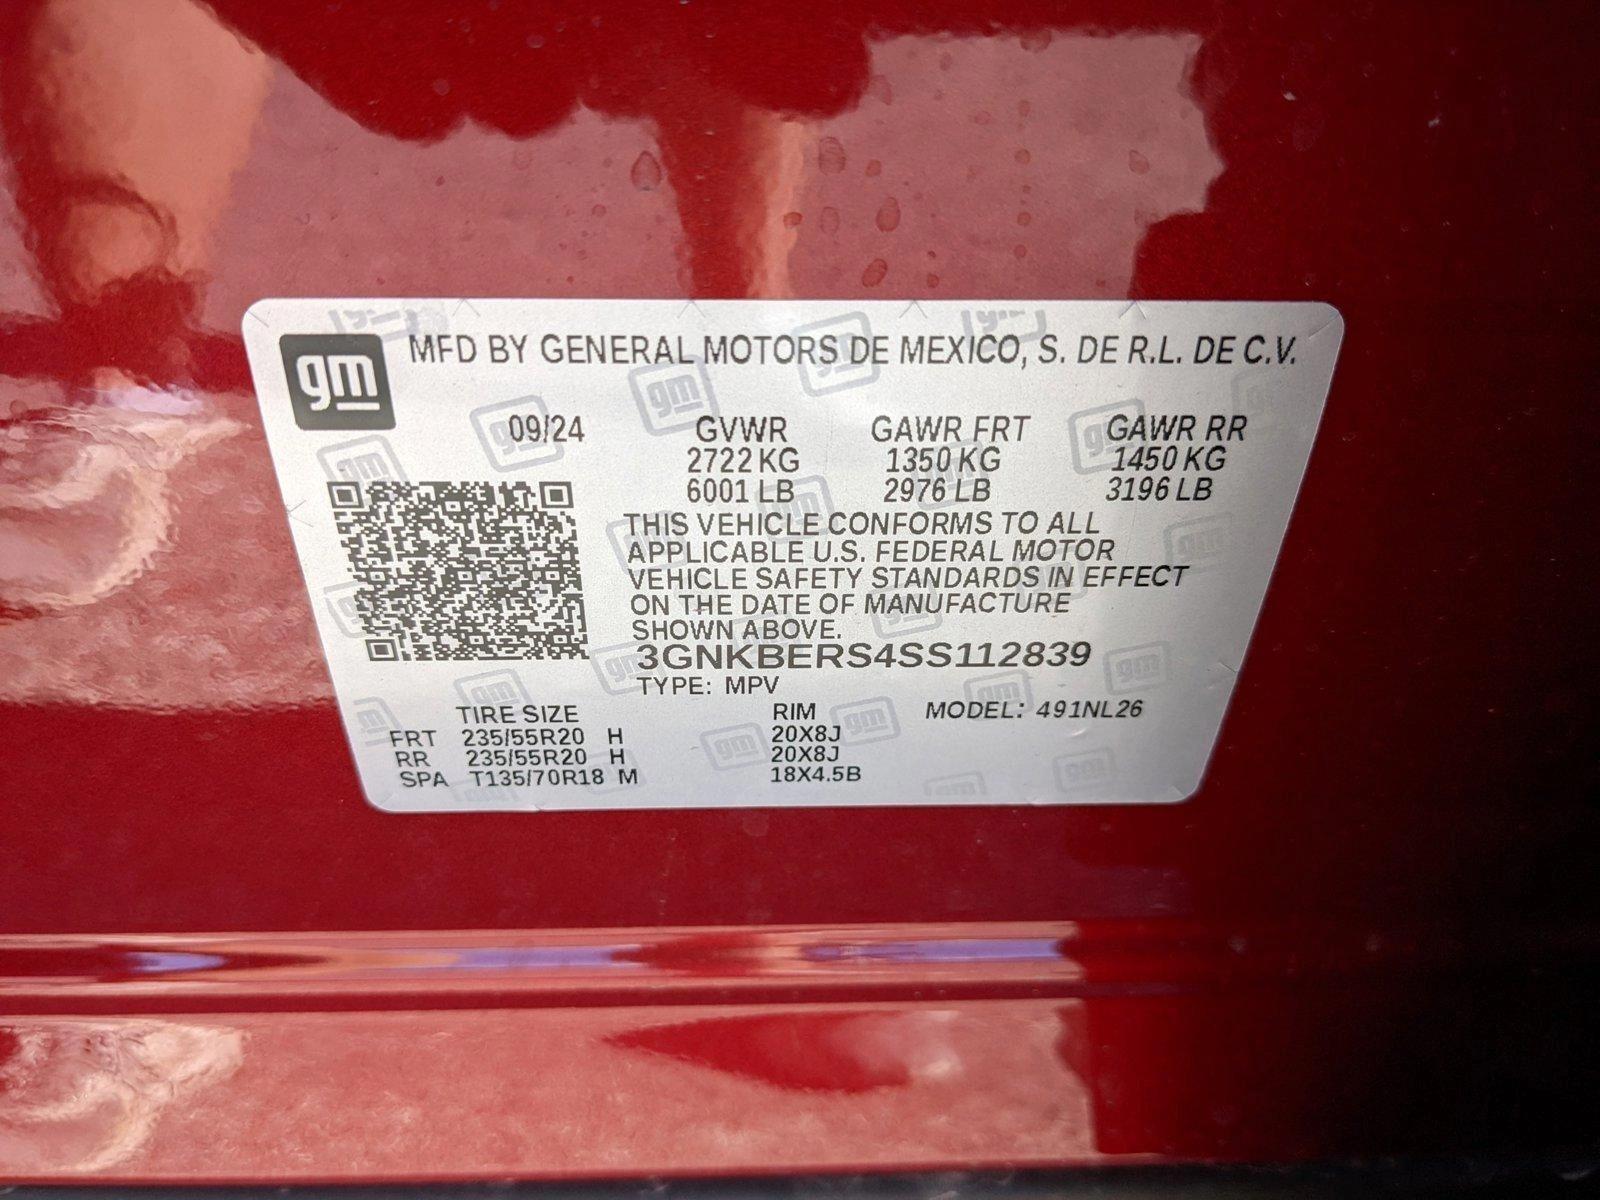 gm
MFD BY GENERAL MOTORS DE MEXICO, S. DE R.L. DE C.V.
09/24 GVWR GAWR FRT GAWR RR
2722 KG 1350 KG 1450 KG
6001 LB 2976 LB 3196 LB
THIS VEHICLE CONFORMS TO ALL
APPLICABLE U.S. FEDERAL MOTOR
VEHICLE SAFETY STANDARDS IN EFFECT
ON THE DATE OF MANUFACTURE
SHOWN ABOVE.
3GNKBERS4SS112839
TYPE: MPV
TIRE SIZE RIM MODEL: 491NL26
FRT 235/55R20 H 20X8J
RR 235/55R20 H 20X8J
SPA T135/70R18 M 18X4.5B